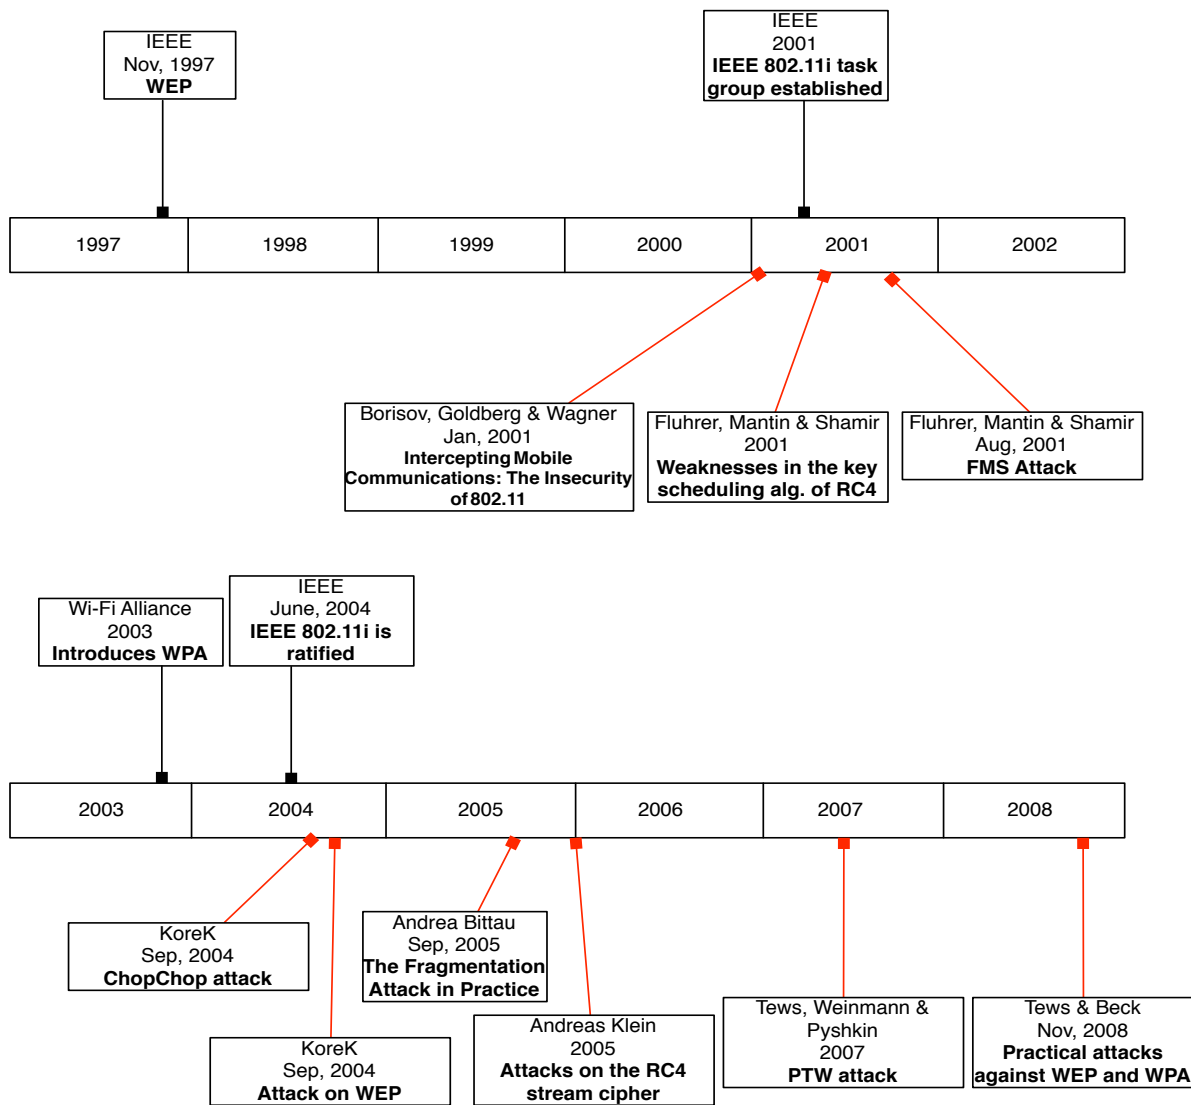 IEEE
Nov, 1997
WEP
IEEE
2001
IEEE 802.11i task
group established
1997
1998
1999
2000
2001
2002
Borisov, Goldberg & Wagner
Jan, 2001
Intercepting Mobile
Communications: The Insecurity
of 802.11
Fluhrer, Mantin & Shamir
2001
Weaknesses in the key
scheduling alg. of RC4
Fluhrer, Mantin & Shamir
Aug, 2001
FMS Attack
Wi-Fi Alliance
2003
Introduces WPA
IEEE
June, 2004
IEEE 802.11i is
ratified
2003
2004
2005
2006
2007
2008
KoreK
Sep, 2004
ChopChop attack
KoreK
Sep, 2004
Attack on WEP
Andrea Bittau
Sep, 2005
The Fragmentation
Attack in Practice
Andreas Klein
2005
Attacks on the RC4
stream cipher
Tews, Weinmann &
Pyshkin
2007
PTW attack
Tews & Beck
Nov, 2008
Practical attacks
against WEP and WPA